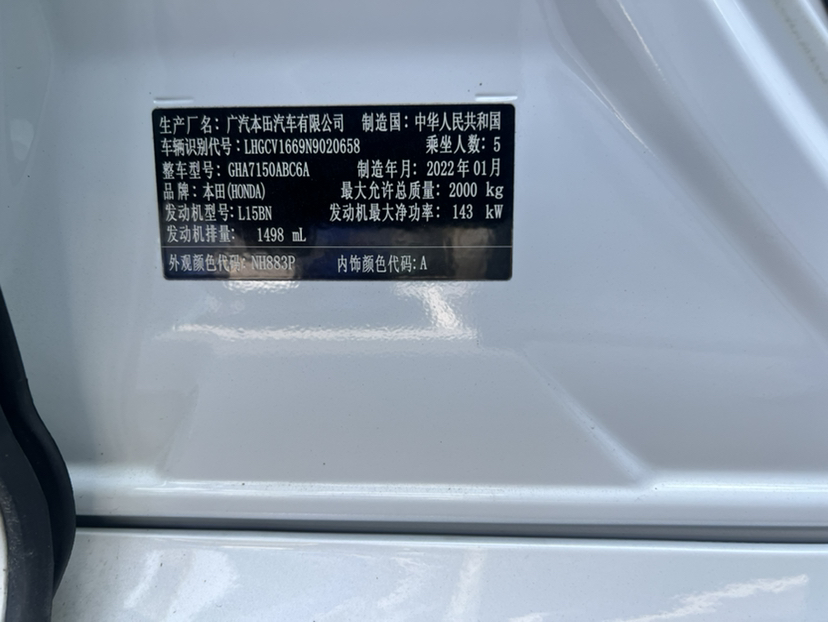 生产厂名：广汽本田汽车有限公司 制造国：中华人民共和国
车辆识别代号：LHGCV1669N9020658 乘坐人数：5
整车型号：GHA7150ABC6A 制造年月：2022年01月
品牌：本田(HONDA) 最大允许总质量：2000 kg
发动机型号：L15BN 发动机最大净功率：143 kW
发动机排量：1498 mL
外观颜色代码：NH883P 内饰颜色代码：A